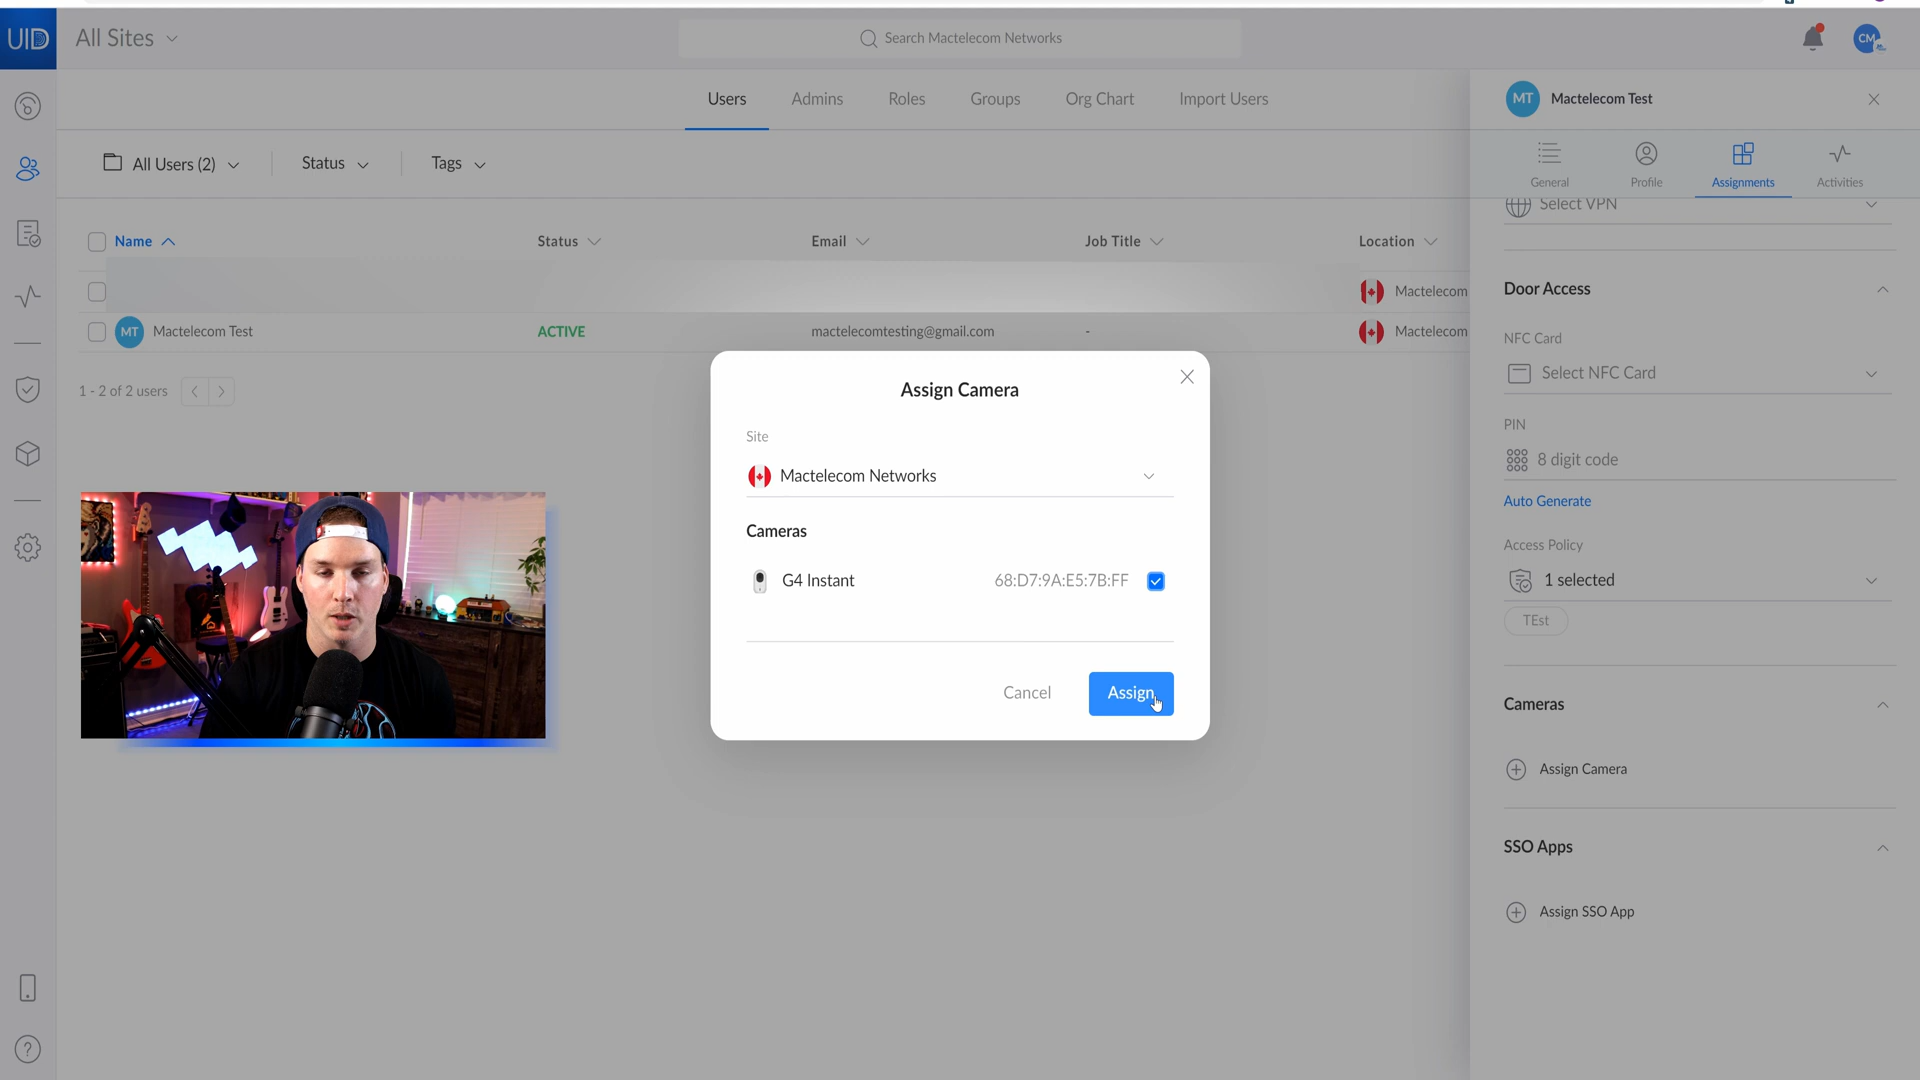 UID
All Sites
Search Mactelecom Networks
CM
Users
Admins
Roles
Groups
Org Chart
Import Users
All Users (2)
Status
Tags
Name
Status
Email
Job Title
Location
Mactelecom
MT
Mactelecom Test
ACTIVE
mactelecomtesting@gmail.com
-
Mactelecom
1 - 2 of 2 users
Assign Camera
Site
Mactelecom Networks
Cameras
G4 Instant
68:D7:9A:E5:7B:FF
Cancel
Assign
MT
Mactelecom Test
General
Profile
Assignments
Activities
Select VPN
Door Access
NFC Card
Select NFC Card
PIN
8 digit code
Auto Generate
Access Policy
1 selected
TEst
Cameras
Assign Camera
SSO Apps
Assign SSO App